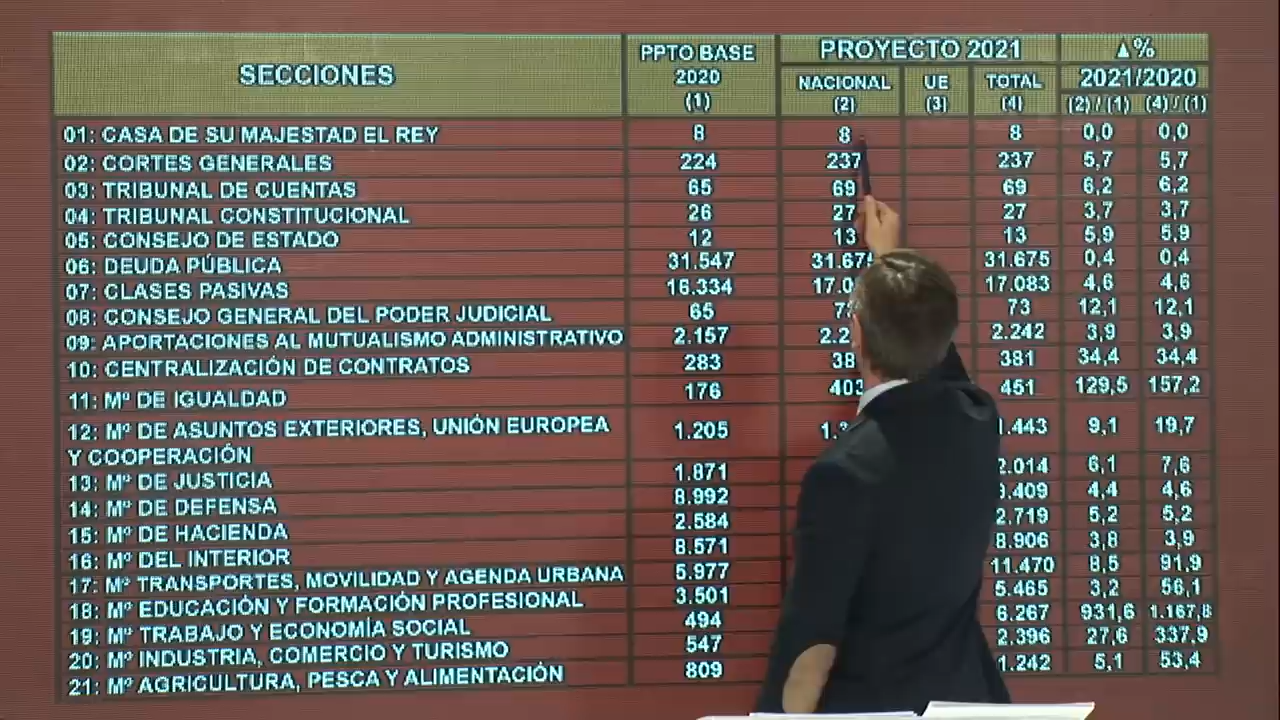 SECCIONES PPTO BASE 2020 (1) PROYECTO 2021 ▲%
NACIONAL (2) UE (3) TOTAL (4) 2021/2020
(2) / (1) (4) / (1)
01: CASA DE SU MAJESTAD EL REY 8 8 8 0,0 0,0
02: CORTES GENERALES 224 237 237 5,7 5,7
03: TRIBUNAL DE CUENTAS 65 69 69 6,2 6,2
04: TRIBUNAL CONSTITUCIONAL 26 27 27 3,7 3,7
05: CONSEJO DE ESTADO 12 13 13 5,9 5,9
06: DEUDA PÚBLICA 31.547 31.675 31.675 0,4 0,4
07: CLASES PASIVAS 16.334 17.0 17.083 4,6 4,6
08: CONSEJO GENERAL DEL PODER JUDICIAL 65 73 12,1 12,1
09: APORTACIONES AL MUTUALISMO ADMINISTRATIVO 2.157 2.2 2.242 3,9 3,9
10: CENTRALIZACIÓN DE CONTRATOS 283 38 381 34,4 34,4
11: Mº DE IGUALDAD 176 403 451 129,5 157,2
12: Mº DE ASUNTOS EXTERIORES, UNIÓN EUROPEA 1.205 1. .443 9,1 19,7
Y COOPERACIÓN
13: Mº DE JUSTICIA 1.871 2.014 6,1 7,6
14: Mº DE DEFENSA 8.992 9.409 4,4 4,6
15: Mº DE HACIENDA 2.584 2.719 5,2 5,2
16: Mº DEL INTERIOR 8.571 8.906 3,8 3,9
17: Mº TRANSPORTES, MOVILIDAD Y AGENDA URBANA 5.977 11.470 8,5 91,9
18: Mº EDUCACIÓN Y FORMACIÓN PROFESIONAL 3.501 5.465 3,2 56,1
19: Mº TRABAJO Y ECONOMÍA SOCIAL 494 6.267 931,6 1.167,8
20: Mº INDUSTRIA, COMERCIO Y TURISMO 547 2.396 27,6 337,9
21: Mº AGRICULTURA, PESCA Y ALIMENTACIÓN 809 1.242 5,1 53,4